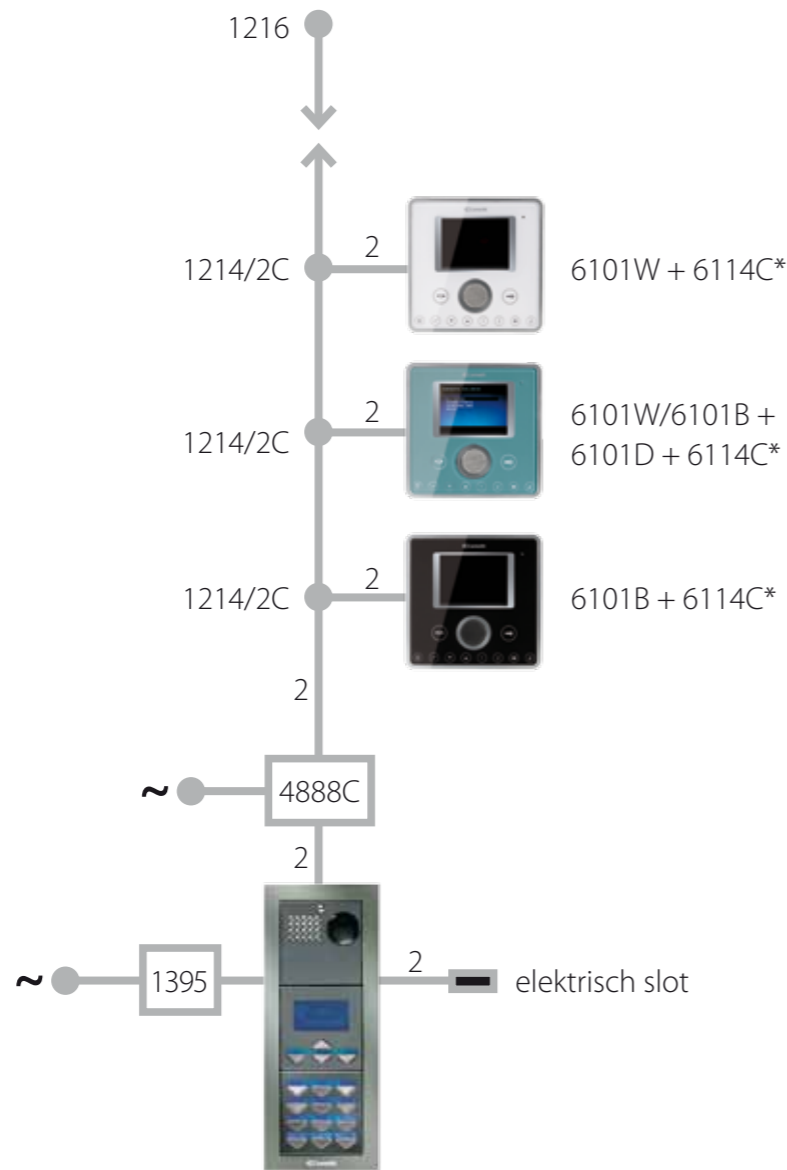 1216
1214/2C
2
6101W + 6114C*
1214/2C
2
6101W/6101B +
6101D + 6114C*
1214/2C
2
6101B + 6114C*
2
~
4888C
2
~
1395
2
elektrisch slot